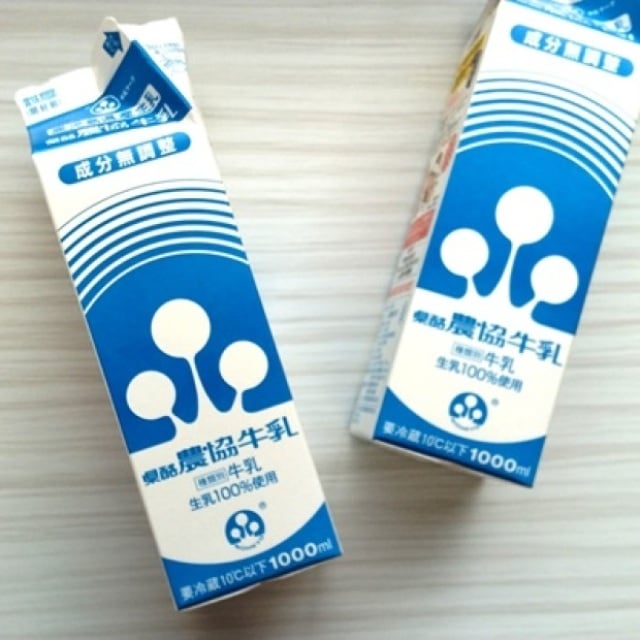 成分無調整
農協牛乳
種類別 牛乳
生乳100%使用
要冷蔵10℃以下 1000ml
成分無調整
農協牛乳
種類別 牛乳
生乳100%使用
要冷蔵10℃以下 1000ml